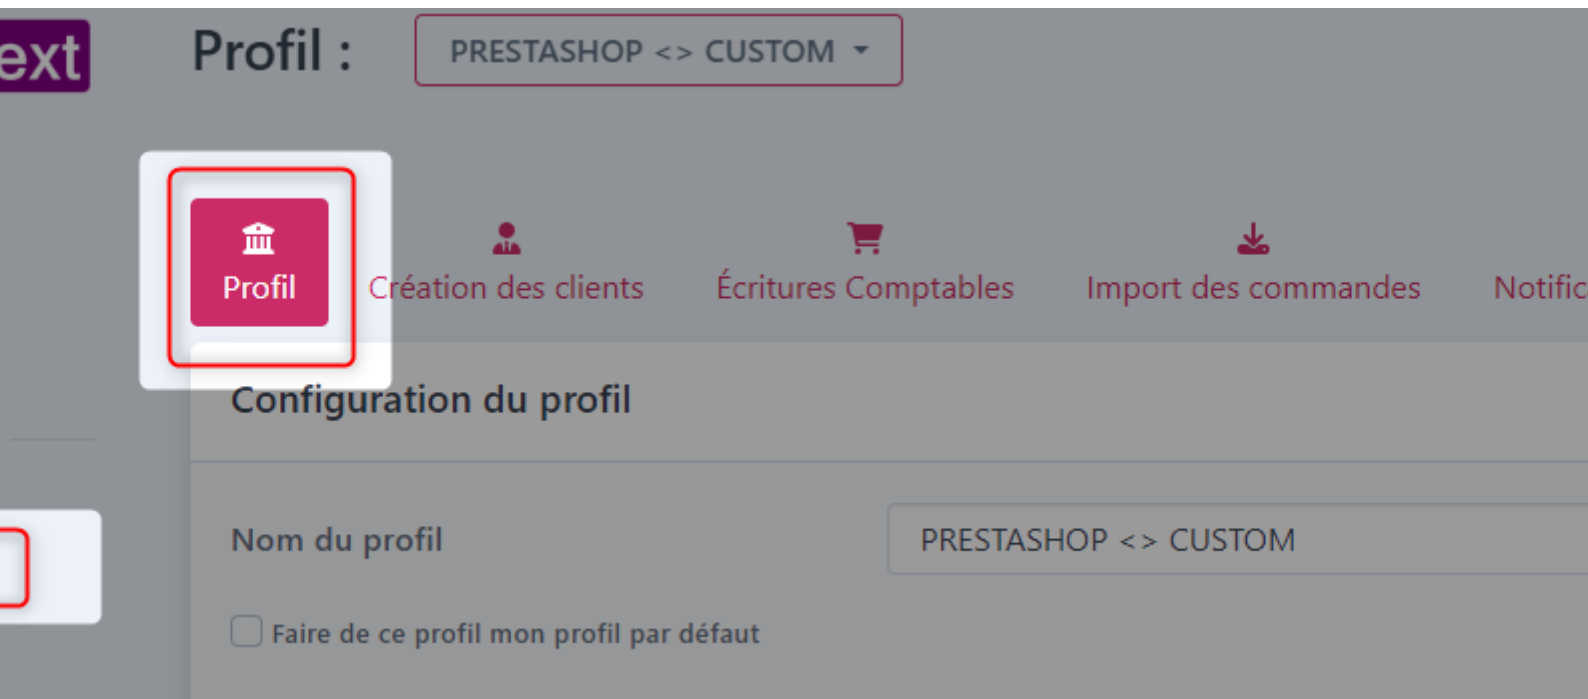 ext
Profil :
PRESTASHOP <> CUSTOM
Profil
Création des clients
Écritures Comptables
Import des commandes
Notific
Configuration du profil
Nom du profil
PRESTASHOP <> CUSTOM
Faire de ce profil mon profil par défaut